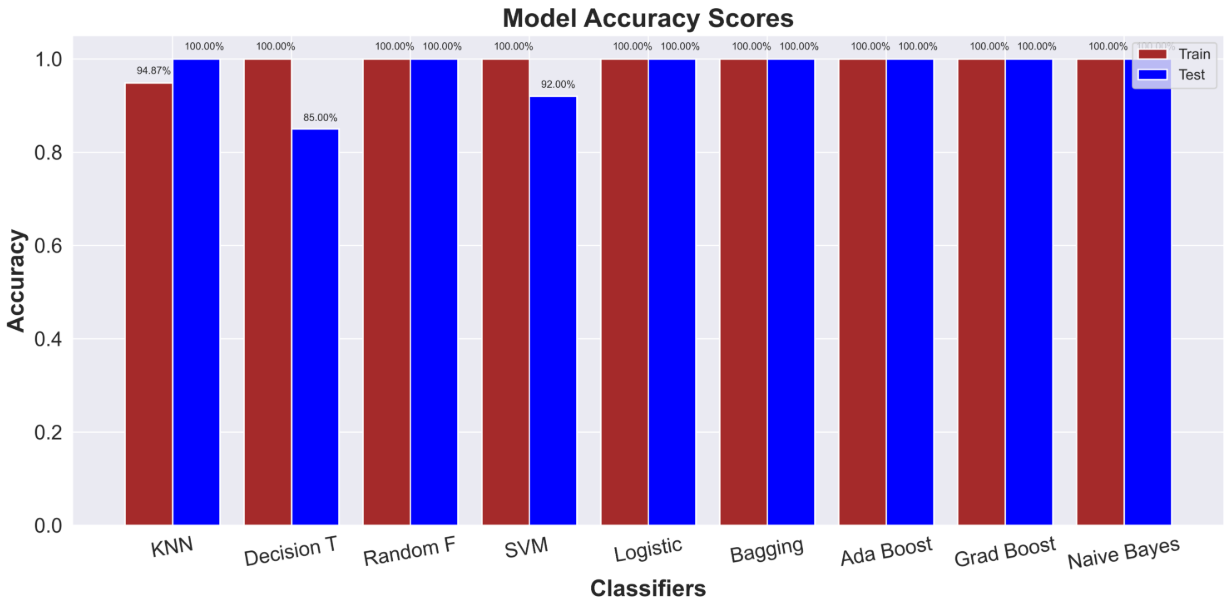 Model Accuracy Scores
94.87% 100.00% 100.00% 85.00% 100.00% 100.00% 100.00% 92.00% 100.00% 100.00% 100.00% 100.00% 100.00% 100.00% 100.00% 100.00% 100.00% 100.00%
Train
Test
1.0
0.8
0.6
0.4
0.2
0.0
Accuracy
KNN Decision T Random F SVM Logistic Bagging Ada Boost Grad Boost Naive Bayes
Classifiers